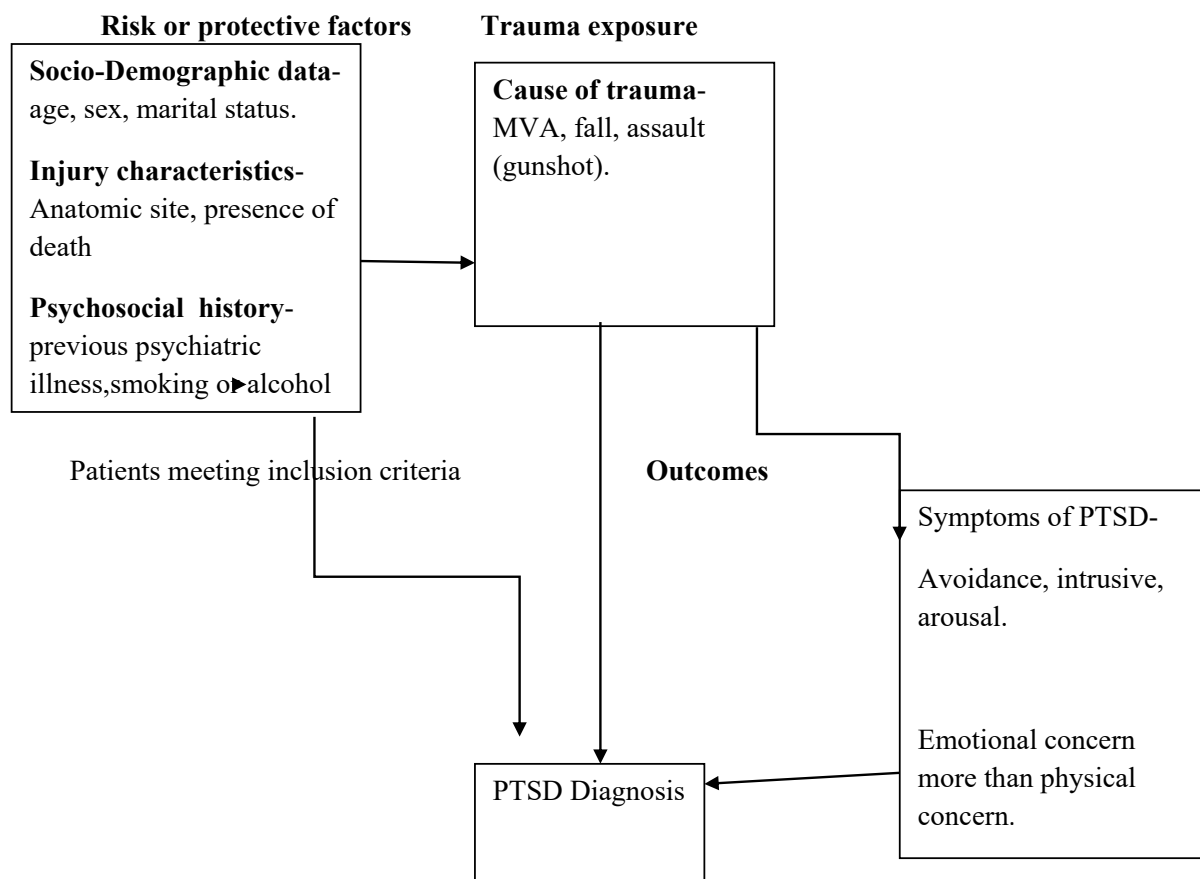 Risk or protective factors
Trauma exposure
Socio-Demographic data-
age, sex, marital status.
Injury characteristics-
Anatomic site, presence of
death
Psychosocial history-
previous psychiatric
illness,smoking or alcohol
Cause of trauma-
MVA, fall, assault
(gunshot).
Patients meeting inclusion criteria
Outcomes
Symptoms of PTSD-
Avoidance, intrusive,
arousal.
Emotional concern
more than physical
concern.
PTSD Diagnosis